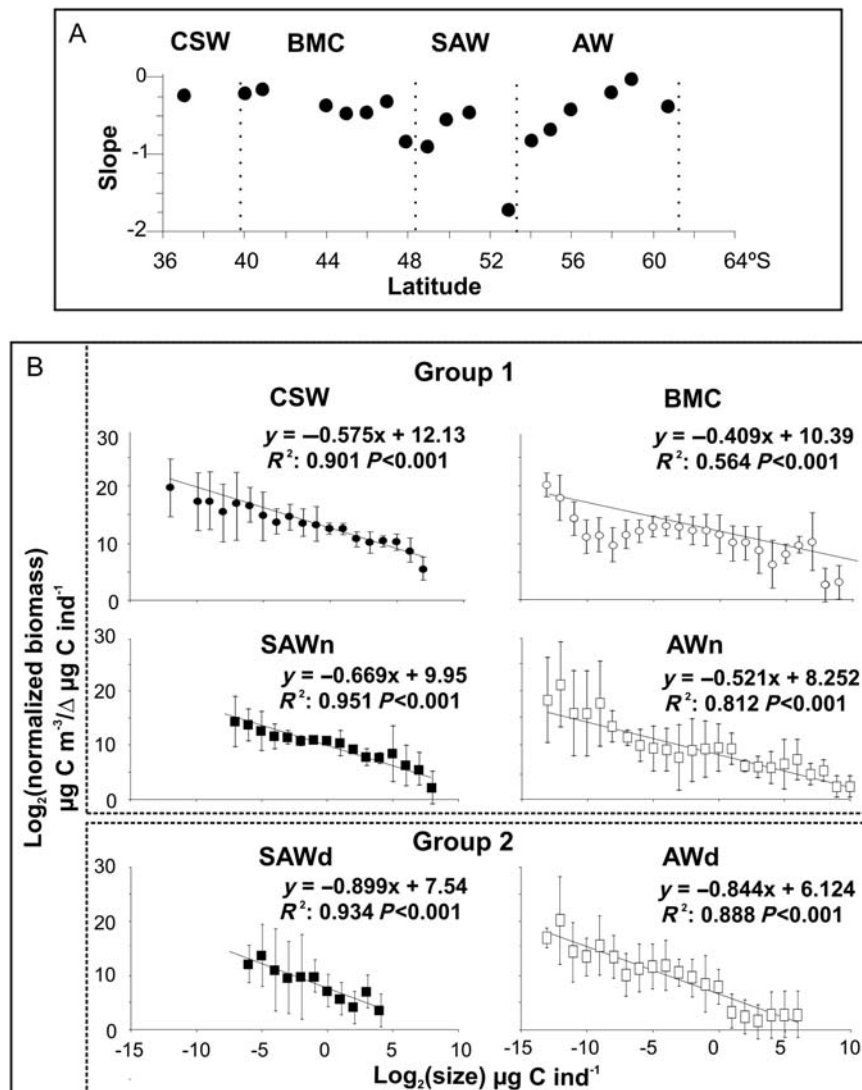 A
CSW BMC SAW AW
0
-1
-2
Slope
36 40 44 48 52 56 60 64ºS
Latitude
B
Group 1
CSW
y = –0.575x + 12.13
R²: 0.901 P<0.001
BMC
y = –0.409x + 10.39
R²: 0.564 P<0.001
30
20
10
0
SAWn
y = –0.669x + 9.95
R²: 0.951 P<0.001
AWn
y = –0.521x + 8.252
R²: 0.812 P<0.001
30
20
10
0
Log₂(normalized biomass)
µg C m⁻³/Δ µg C ind⁻¹
Group 2
SAWd
y = –0.899x + 7.54
R²: 0.934 P<0.001
AWd
y = –0.844x + 6.124
R²: 0.888 P<0.001
30
20
10
0
-15 -10 -5 0 5 10 -15 -10 -5 0 5 10
Log₂(size) µg C ind⁻¹